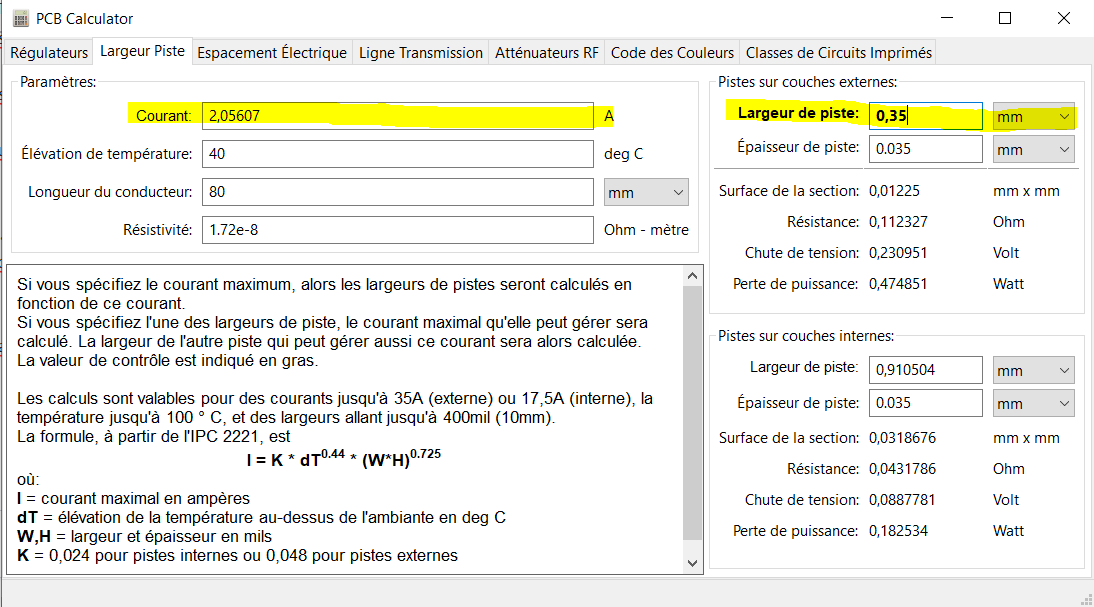 PCB Calculator
Régulateurs
Largeur Piste
Espacement Électrique
Ligne Transmission
Atténuateurs RF
Code des Couleurs
Classes de Circuits Imprimés
Paramètres:
Courant: 2,05607 A
Élévation de température: 40 deg C
Longueur du conducteur: 80 mm
Résistivité: 1.72e-8 Ohm - mètre
Si vous spécifiez le courant maximum, alors les largeurs de pistes seront calculés en
fonction de ce courant.
Si vous spécifiez l'une des largeurs de piste, le courant maximal qu'elle peut gérer sera
calculé. La largeur de l'autre piste qui peut gérer aussi ce courant sera alors calculée.
La valeur de contrôle est indiqué en gras.
Les calculs sont valables pour des courants jusqu'à 35A (externe) ou 17,5A (interne), la
température jusqu'à 100 ° C, et des largeurs allant jusqu'à 400mil (10mm).
La formule, à partir de l'IPC 2221, est
I = K * dT0.44 * (W*H)0.725
où:
I = courant maximal en ampères
dT = élévation de la température au-dessus de l'ambiante en deg C
W,H = largeur et épaisseur en mils
K = 0,024 pour pistes internes ou 0,048 pour pistes externes
Pistes sur couches externes:
Largeur de piste: 0,35 mm
Épaisseur de piste: 0.035 mm
Surface de la section: 0,01225 mm x mm
Résistance: 0,112327 Ohm
Chute de tension: 0,230951 Volt
Perte de puissance: 0,474851 Watt
Pistes sur couches internes:
Largeur de piste: 0,910504 mm
Épaisseur de piste: 0.035 mm
Surface de la section: 0,0318676 mm x mm
Résistance: 0,0431786 Ohm
Chute de tension: 0,0887781 Volt
Perte de puissance: 0,182534 Watt